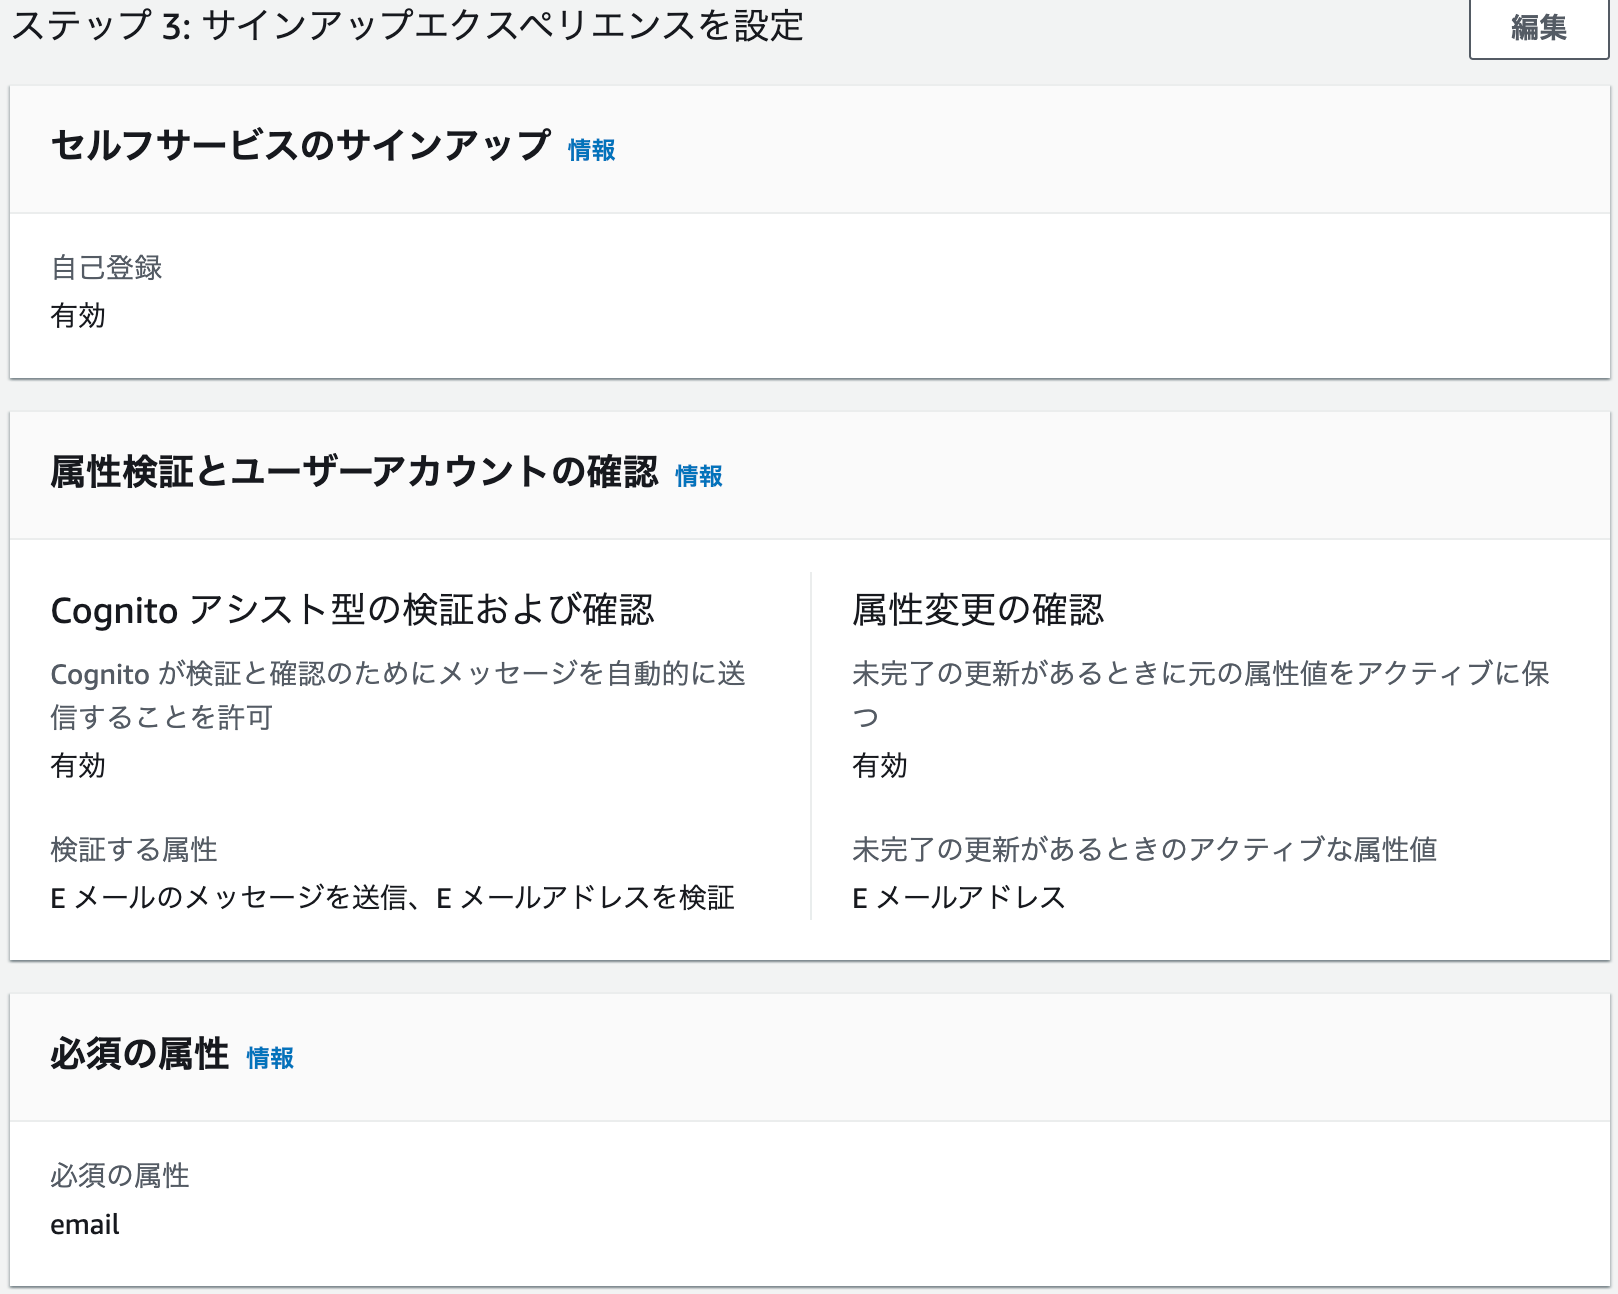 ステップ 3: サインアップエクスペリエンスを設定
編集
セルフサービスのサインアップ 情報
自己登録
有効
属性検証とユーザーアカウントの確認 情報
Cognito アシスト型の検証および確認
Cognito が検証と確認のためにメッセージを自動的に送
信することを許可
有効
検証する属性
E メールのメッセージを送信、E メールアドレスを検証
属性変更の確認
未完了の更新があるときに元の属性値をアクティブに保
つ
有効
未完了の更新があるときのアクティブな属性値
E メールアドレス
必須の属性 情報
必須の属性
email